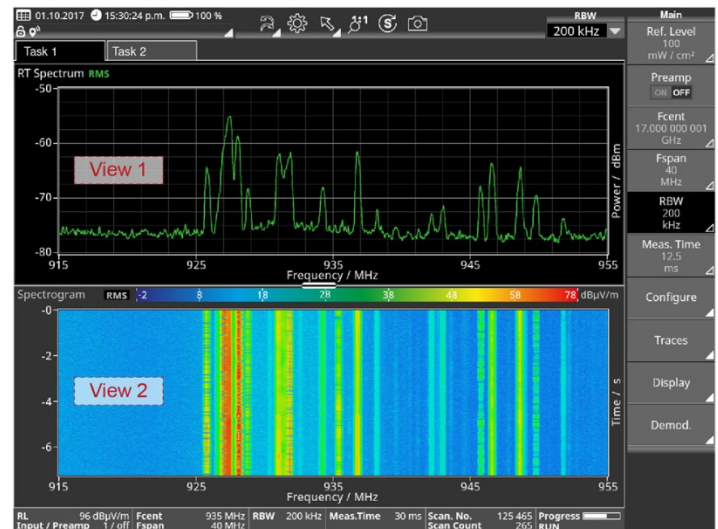 01.10.2017 15:30:24 p.m. 100 %
RBW
200 kHz
Task 1 Task 2
RT Spectrum RMS
-50
-60
-70
-80
View 1
Power / dBm
915 925 935 945 955
Frequency / MHz
Spectrogram RMS -2 8 18 28 38 48 58 78 dBµV/m
-0
-2
-4
-6
View 2
Time / s
915 925 935 945 955
Frequency / MHz
RL 96 dBµV/m Fcent 935 MHz RBW 200 kHz Meas.Time 30 ms Scan. No. 125 465 Progress
Input / Preamp 1 / off Fspan 40 MHz Scan Count 265 RUN
Main
Ref. Level
100
mW / cm²
Preamp
ON OFF
Fcent
17.000 000 001
GHz
Fspan
40
MHz
RBW
200
kHz
Meas. Time
12.5
ms
Configure
Traces
Display
Demod.